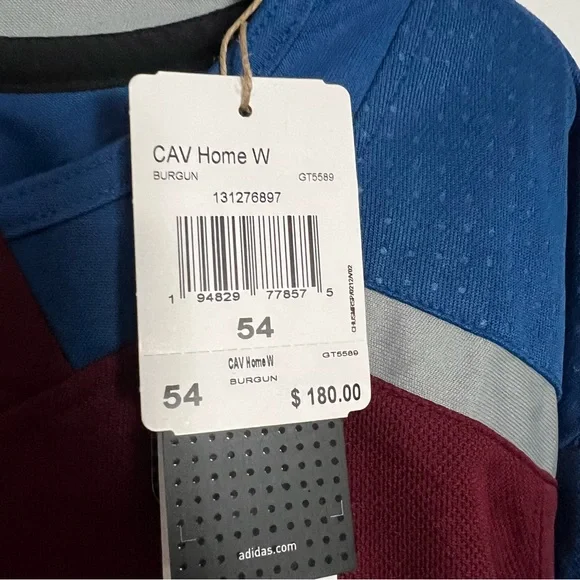 CAV Home W
BURGUN GT5589
131276897
1 94829 77857 5
54
CAV Home W GT5589
54 BURGUN $ 180.00
adidas.com